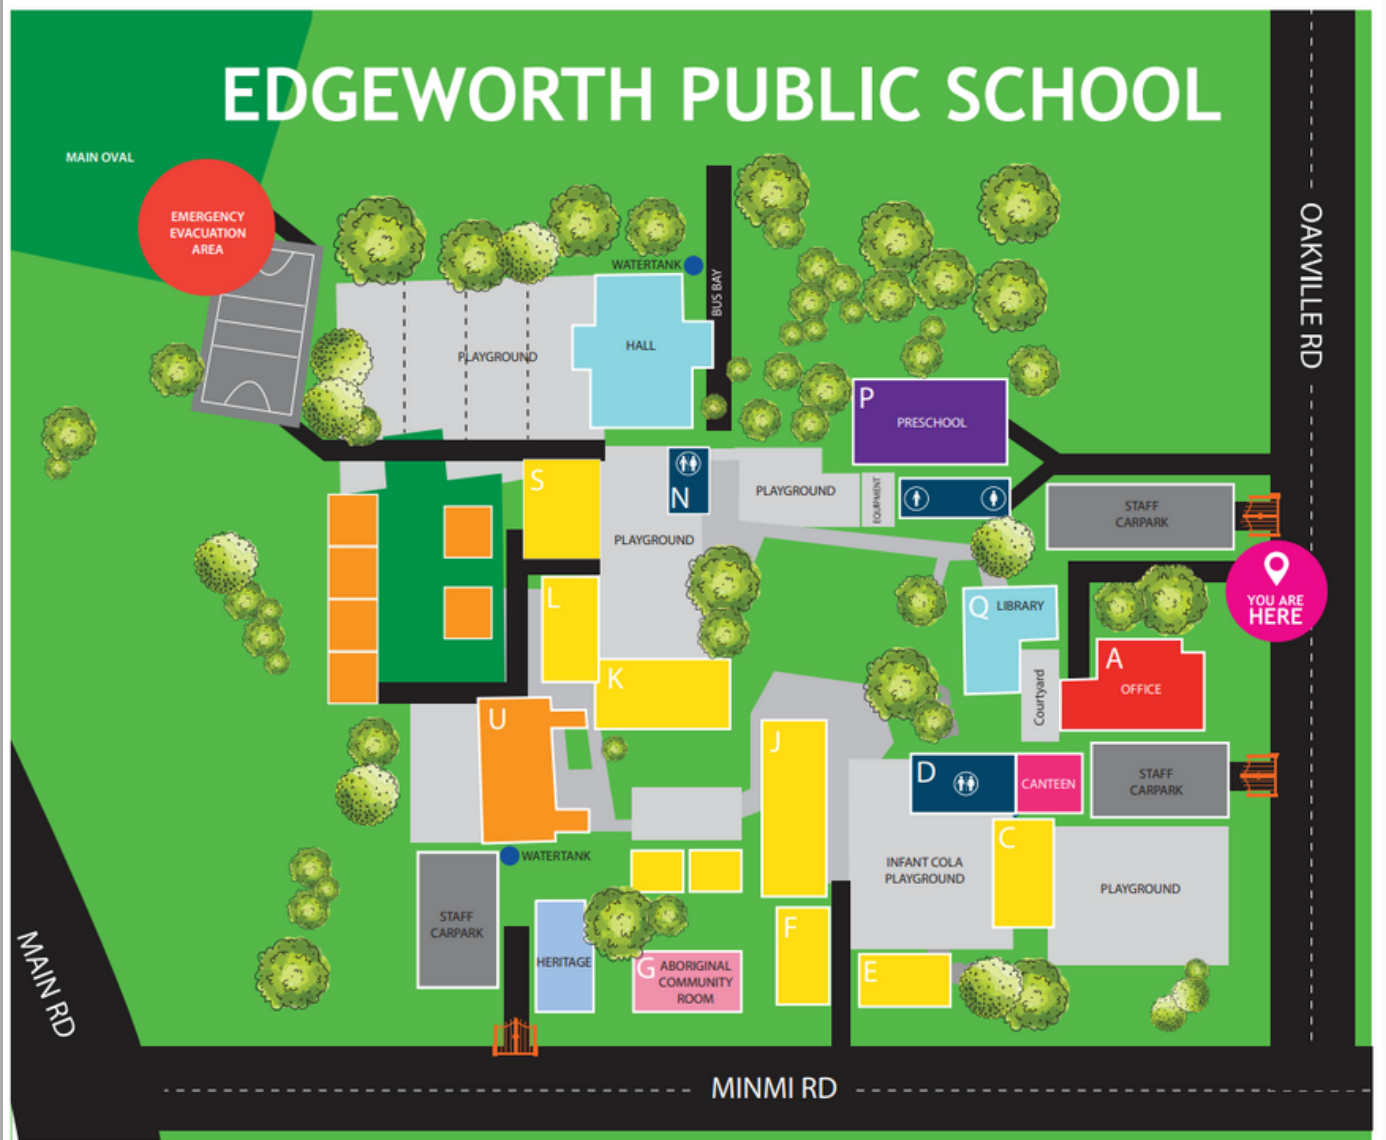 EDGEWORTH PUBLIC SCHOOL
MAIN OVAL
EMERGENCY
EVACUATION
AREA
WATERTANK
BUS BAY
OAKVILLE RD
HALL
PLAYGROUND
P
PRESCHOOL
S
N
PLAYGROUND
EQUIPMENT
STAFF
CARPARK
PLAYGROUND
YOU ARE
HERE
L
Q
LIBRARY
K
A
OFFICE
Courtyard
U
J
D
CANTEEN
STAFF
CARPARK
C
WATERTANK
INFANT COLA
PLAYGROUND
PLAYGROUND
STAFF
CARPARK
F
HERITAGE
G
ABORIGINAL
COMMUNITY
ROOM
E
MAIN RD
MINMI RD